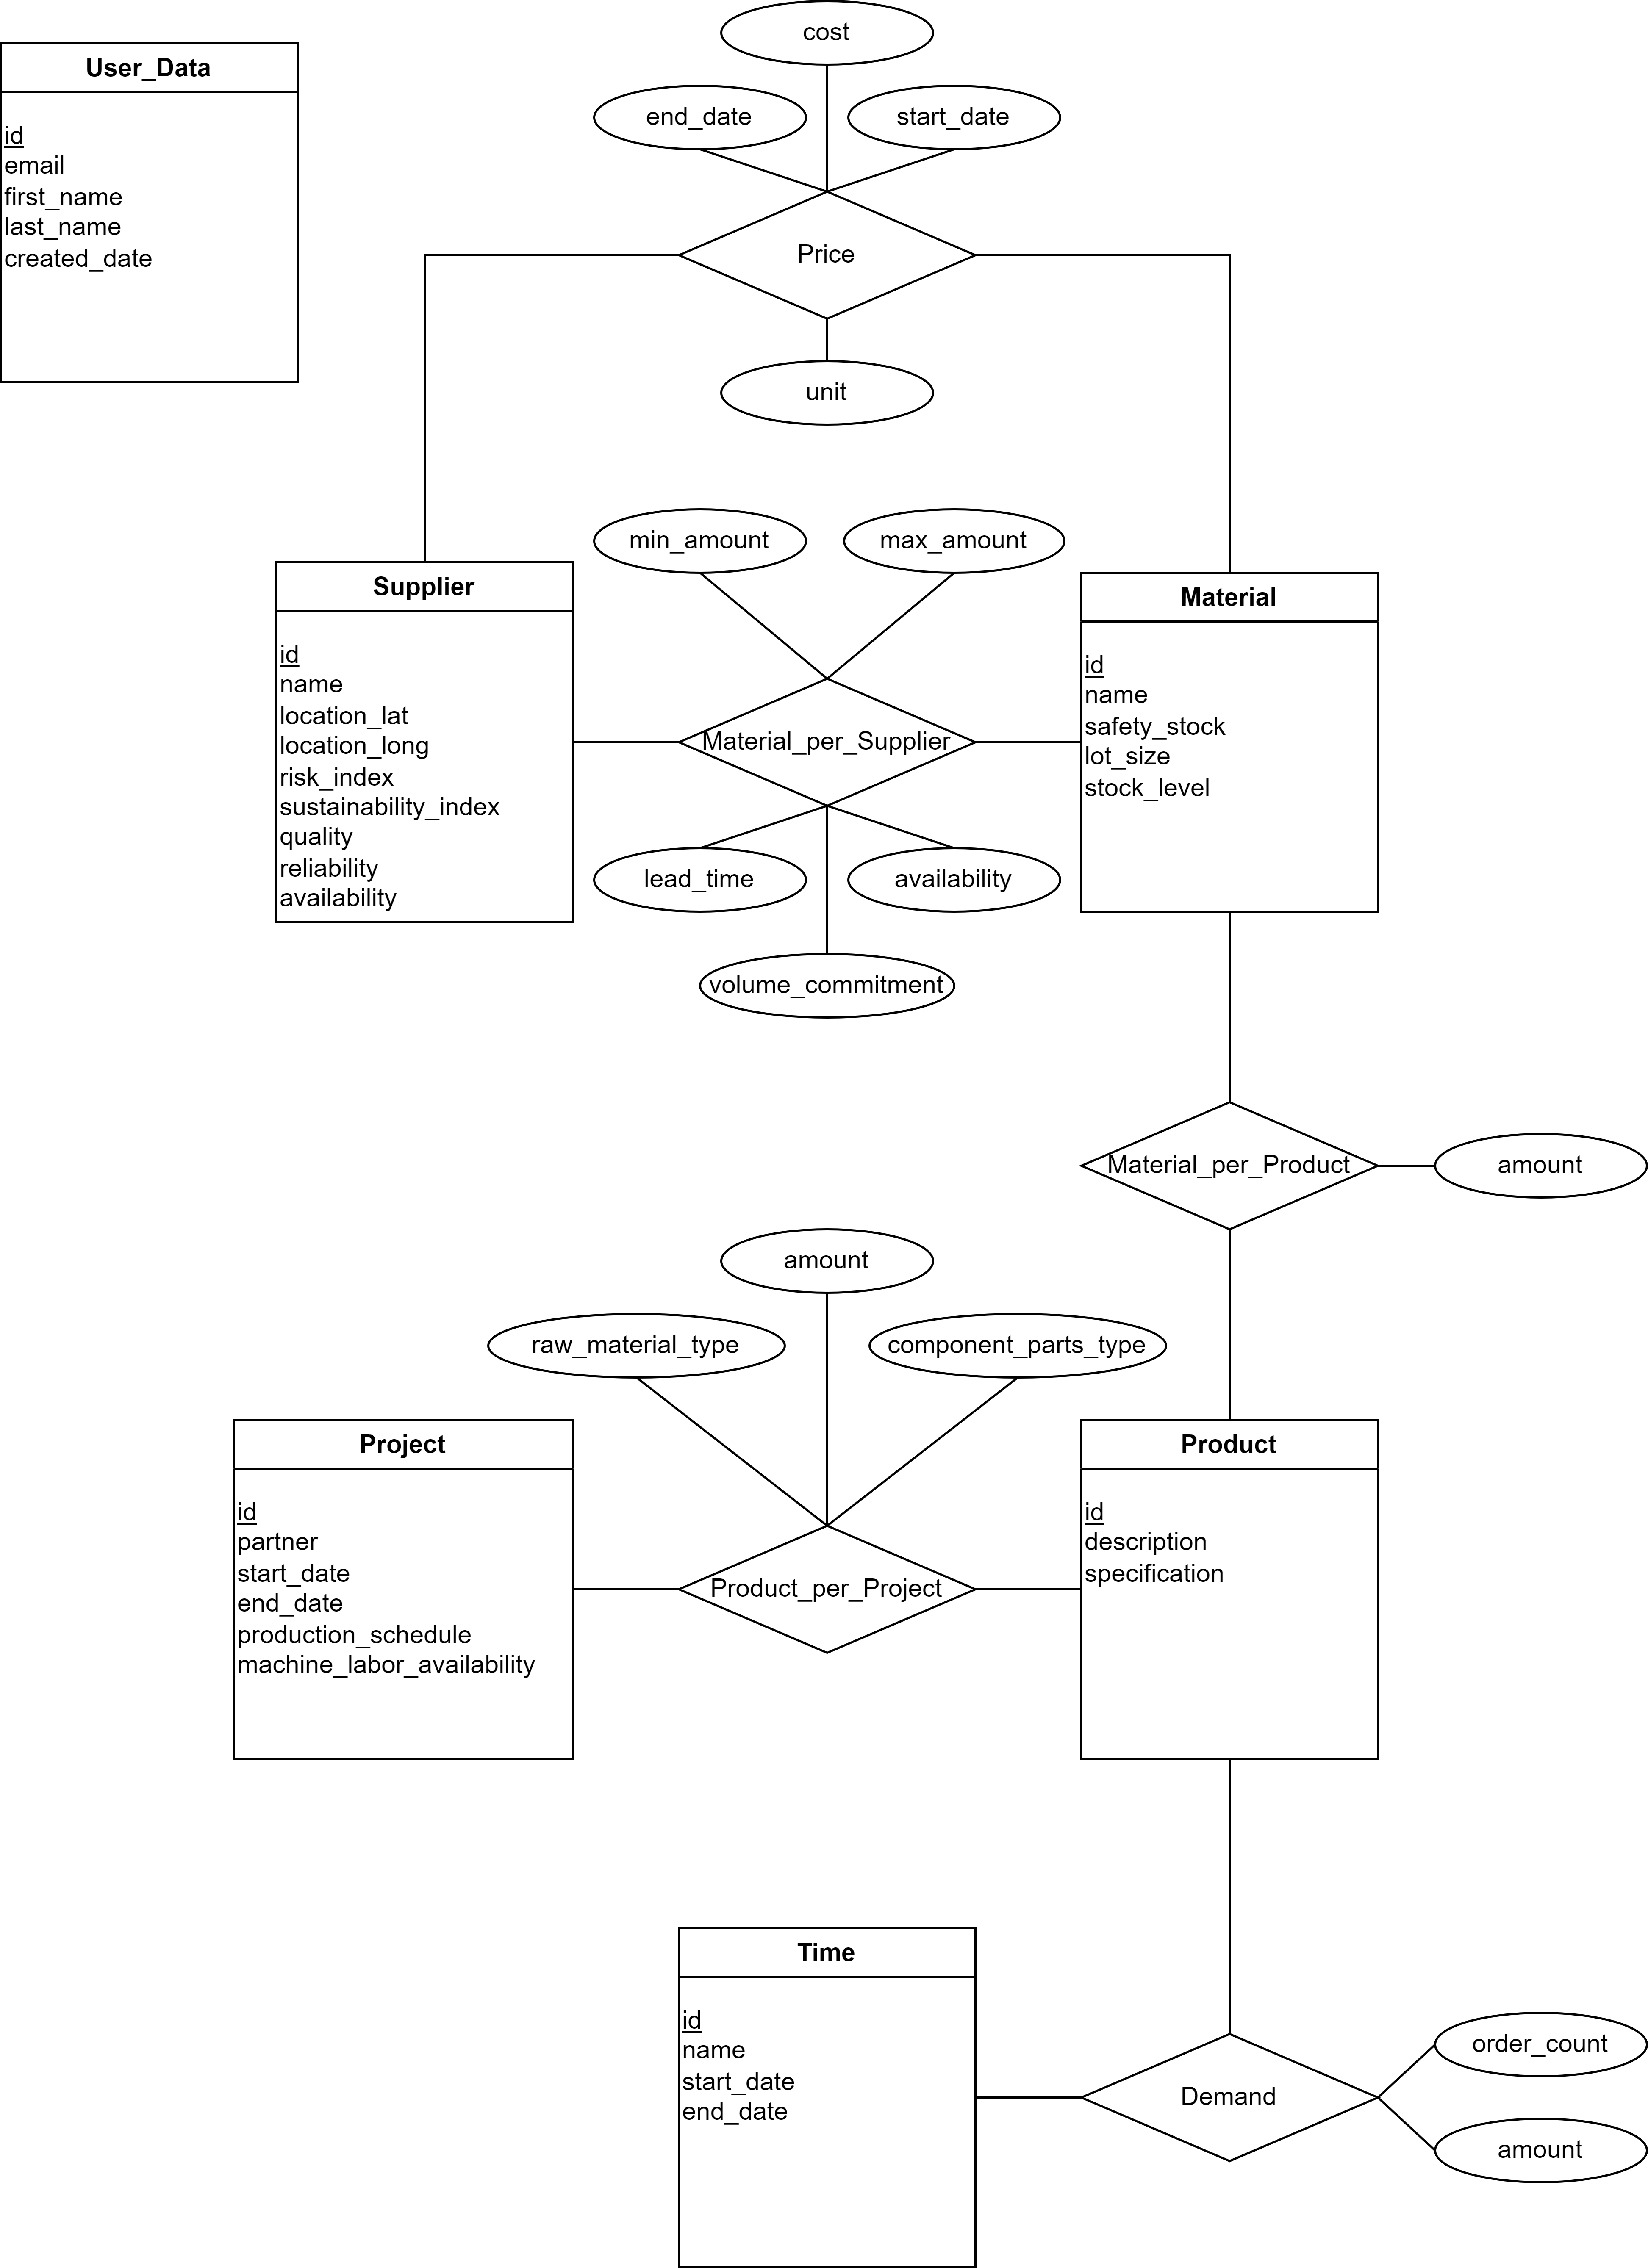 cost
User_Data
end_date
start_date
id
email
first_name
last_name
created_date
Price
unit
min_amount
max_amount
Supplier
id
name
location_lat
location_long
risk_index
sustainability_index
quality
reliability
availability
Material_per_Supplier
Material
id
name
safety_stock
lot_size
stock_level
lead_time
availability
volume_commitment
Material_per_Product
amount
amount
raw_material_type
component_parts_type
Project
id
partner
start_date
end_date
production_schedule
machine_labor_availability
Product_per_Project
Product
id
description
specification
Time
id
name
start_date
end_date
Demand
order_count
amount